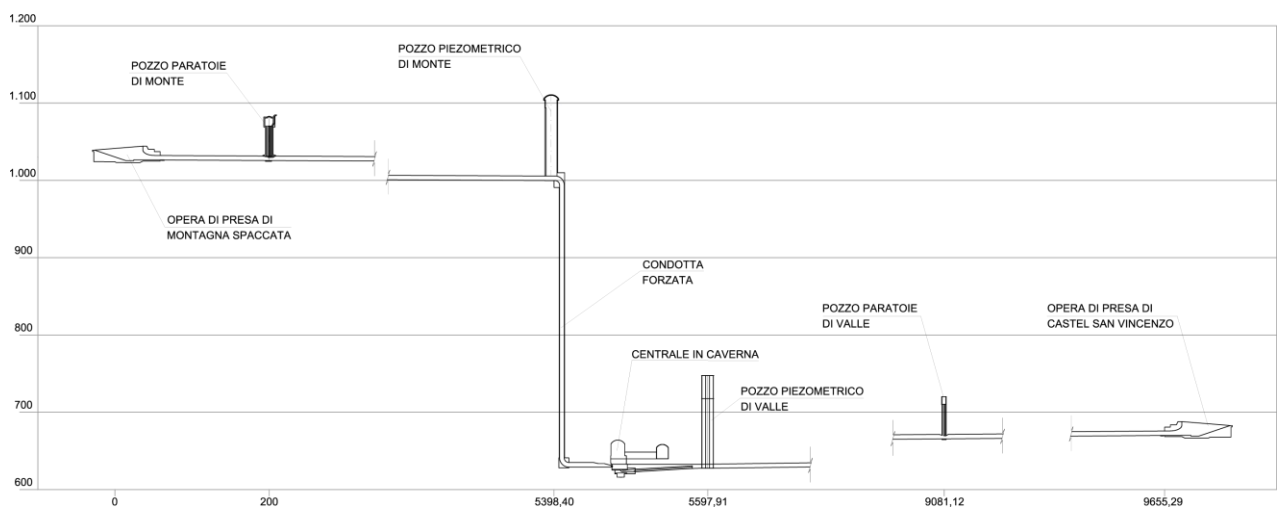 1.200
1.100
1.000
900
800
700
600
POZZO PARATOIE
DI MONTE
POZZO PIEZOMETRICO
DI MONTE
OPERA DI PRESA DI
MONTAGNA SPACCATA
CONDOTTA
FORZATA
CENTRALE IN CAVERNA
POZZO PIEZOMETRICO
DI VALLE
POZZO PARATOIE
DI VALLE
OPERA DI PRESA DI
CASTEL SAN VINCENZO
0
200
5398,40
5597,91
9081,12
9655,29